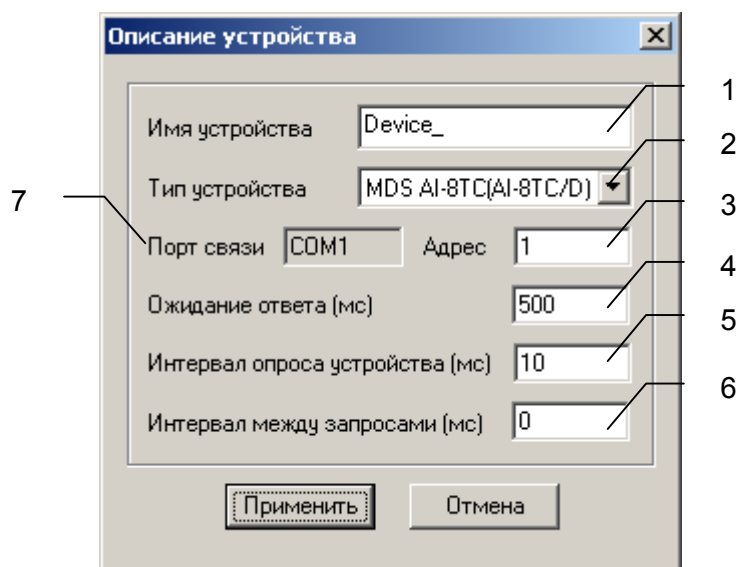 Описание устройства
1
Имя устройства Device_
2
Тип устройства MDS AI-8TC(AI-8TC/D)
7
3
Порт связи COM1 Адрес 1
4
Ожидание ответа (мс) 500
5
Интервал опроса устройства (мс) 10
6
Интервал между запросами (мс) 0
Применить Отмена